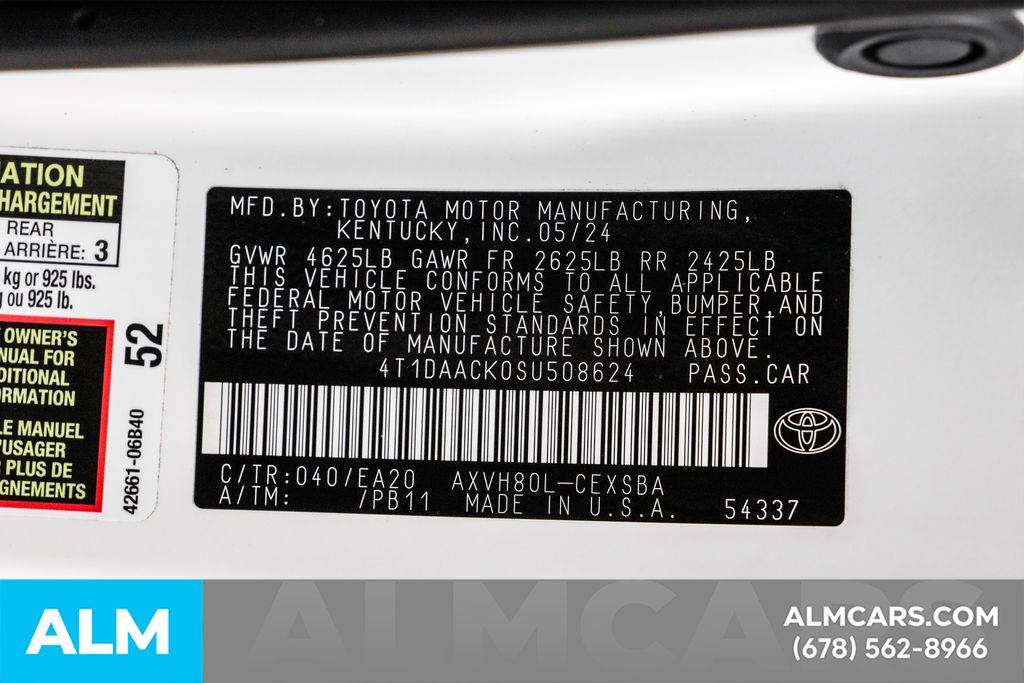 ATION
HARGEMENT
REAR
ARRIÈRE: 3
kg or 925 lbs.
ou 925 lb.
OWNER'S
NUAL FOR
DITIONAL
ORMATION
LE MANUEL
'USAGER
PLUS DE
GNEMENTS
52
42661-06B40
MFD.BY:TOYOTA MOTOR MANUFACTURING,
KENTUCKY,INC.05/24
GVWR 4625LB GAWR FR 2625LB RR 2425LB
THIS VEHICLE CONFORMS TO ALL APPLICABLE
FEDERAL MOTOR VEHICLE SAFETY,BUMPER,AND
THEFT PREVENTION STANDARDS IN EFFECT ON
THE DATE OF MANUFACTURE SHOWN ABOVE.
4T1DAACK0SU508624 PASS.CAR
C/TR:040/EA20 AXVH80L-CEXSBA
A/TM: /PB11 MADE IN U.S.A. 54337
ALM
ALMCARS
ALMCARS.COM
(678) 562-8966